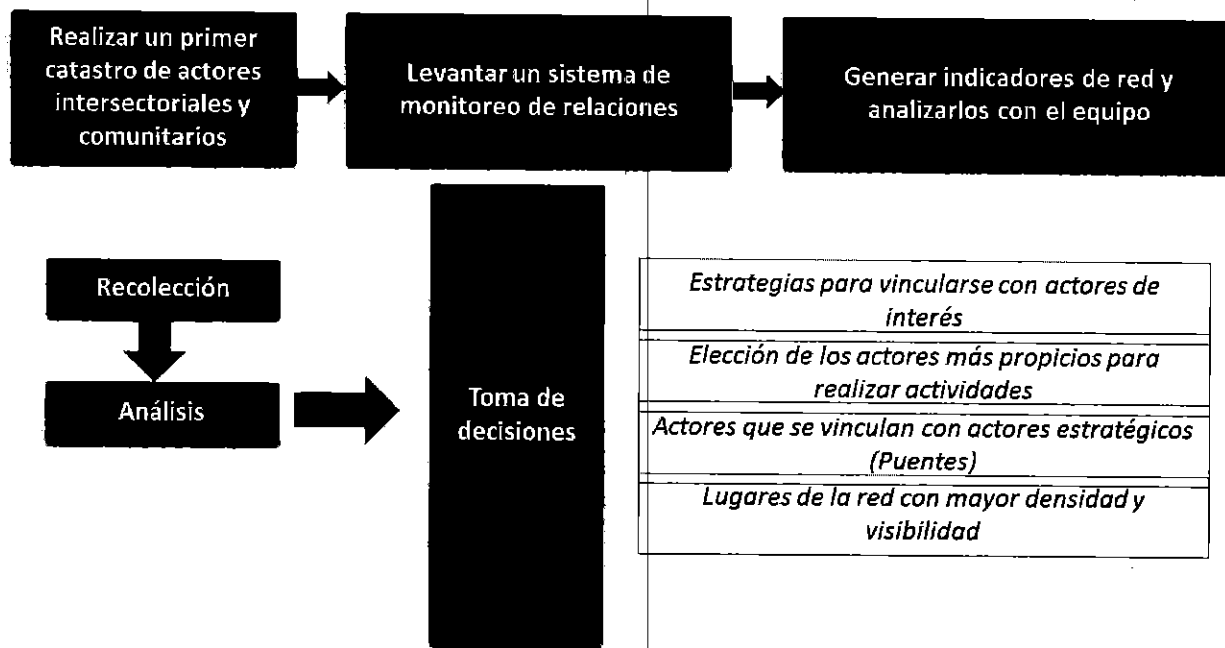 Realizar un primer
catastro de actores
intersectoriales y
comunitarios
Levantar un sistema de
monitoreo de relaciones
Generar indicadores de red y
analizarlos con el equipo
Recolección
Análisis
Toma de
decisiones
Estrategias para vincularse con actores de
interés
Elección de los actores más propicios para
realizar actividades
Actores que se vinculan con actores estratégicos
(Puentes)
Lugares de la red con mayor densidad y
visibilidad